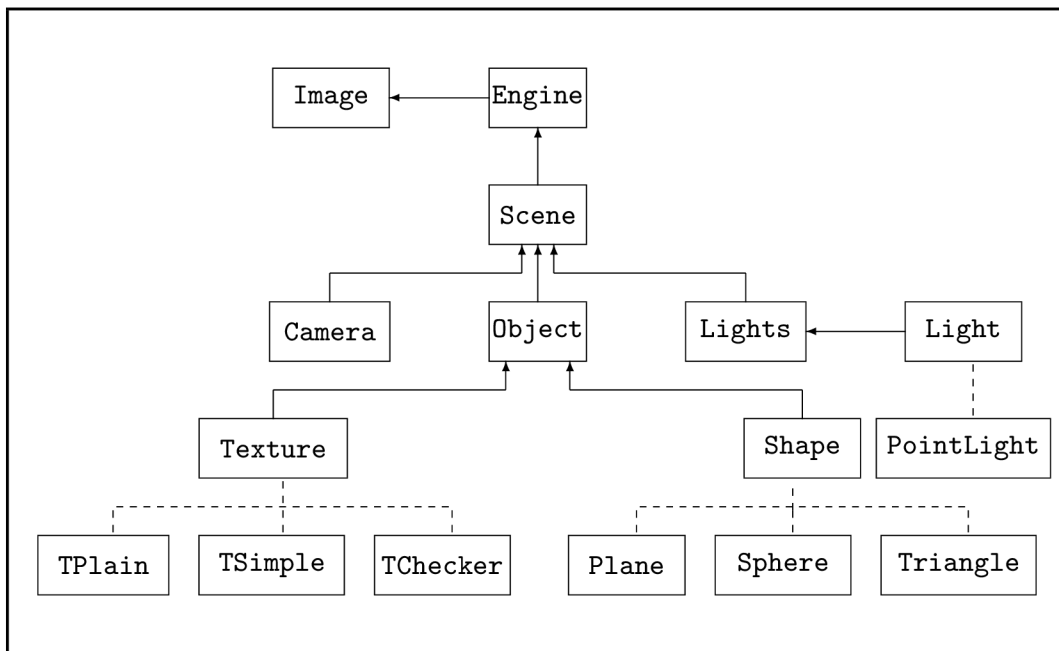 Image
Engine
Scene
Camera
Object
Lights
Light
Texture
Shape
PointLight
TPlain
TSimple
TChecker
Plane
Sphere
Triangle